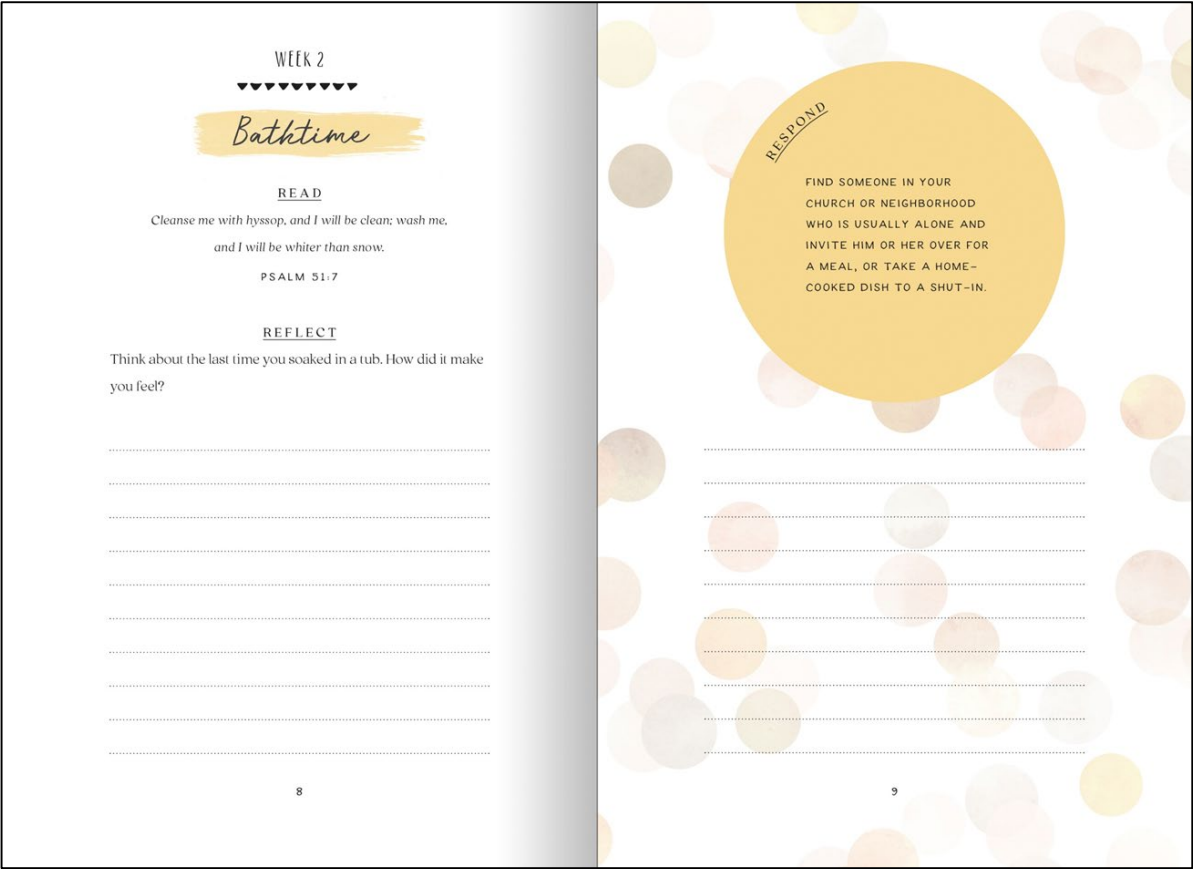 WEEK 2
Bathtime
READ
Cleanse me with hyssop, and I will be clean; wash me,
and I will be whiter than snow.
PSALM 51:7
REFLECT
Think about the last time you soaked in a tub. How did it make
you feel?
8
RESPOND
FIND SOMEONE IN YOUR
CHURCH OR NEIGHBORHOOD
WHO IS USUALLY ALONE AND
INVITE HIM OR HER OVER FOR
A MEAL, OR TAKE A HOME-
COOKED DISH TO A SHUT-IN.
9